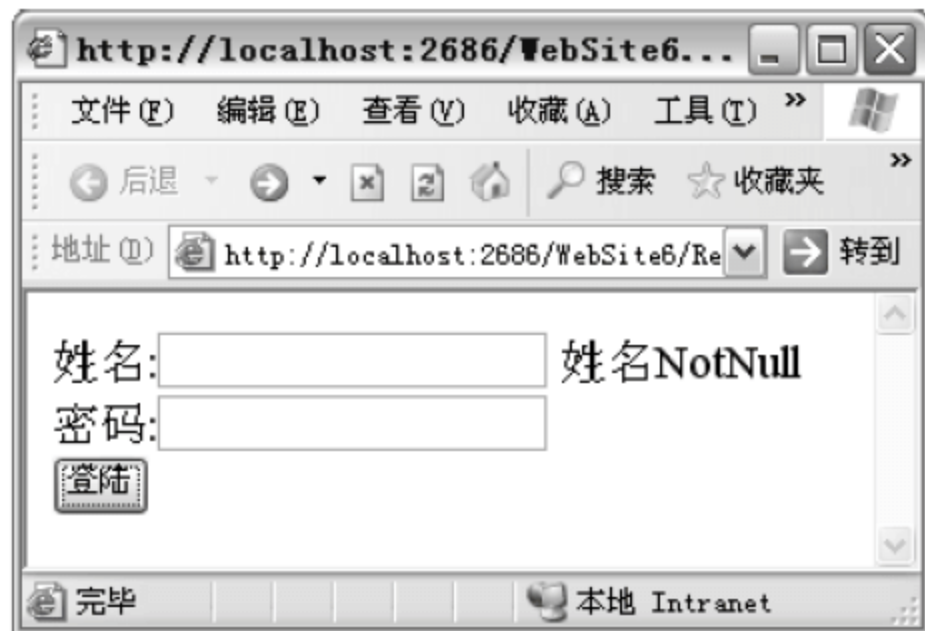 http://localhost:2686/WebSite6...
文件(F) 编辑(E) 查看(V) 收藏(A) 工具(T) »
后退 搜索 收藏夹 »
地址(D) http://localhost:2686/WebSite6/Re 转到
姓名: 姓名NotNull
密码:
登陆
完毕 本地 Intranet